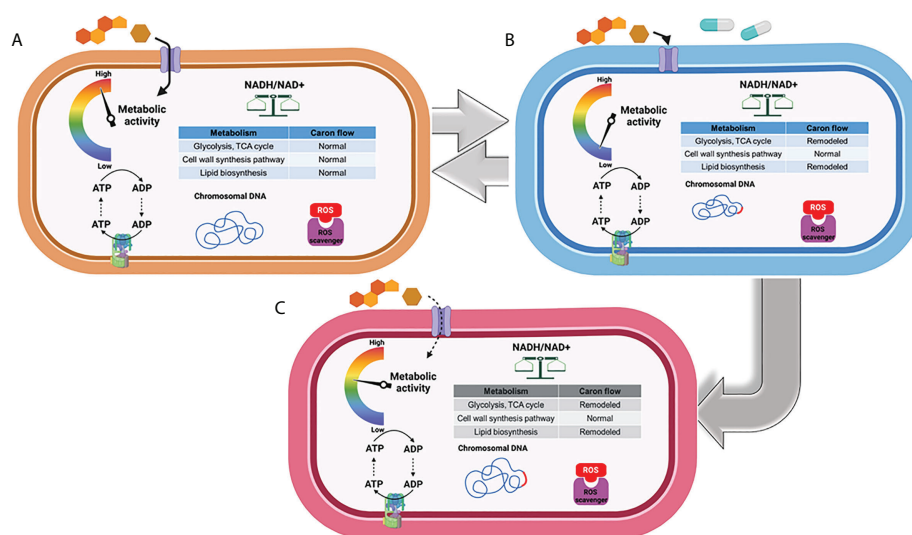 A
High
Metabolic
activity
Low
NADH/NAD+
Metabolism Caron flow
Glycolysis, TCA cycle Normal
Cell wall synthesis pathway Normal
Lipid biosynthesis Normal
ATP ADP
ATP ADP
Chromosomal DNA
ROS
ROS
scavenger
B
High
Metabolic
activity
Low
NADH/NAD+
Metabolism Caron flow
Glycolysis, TCA cycle Remodeled
Cell wall synthesis pathway Normal
Lipid biosynthesis Remodeled
ATP ADP
ATP ADP
Chromosomal DNA
ROS
ROS
scavenger
C
High
Metabolic
activity
Low
NADH/NAD+
Metabolism Caron flow
Glycolysis, TCA cycle Remodeled
Cell wall synthesis pathway Normal
Lipid biosynthesis Remodeled
ATP ADP
ATP ADP
Chromosomal DNA
ROS
ROS
scavenger